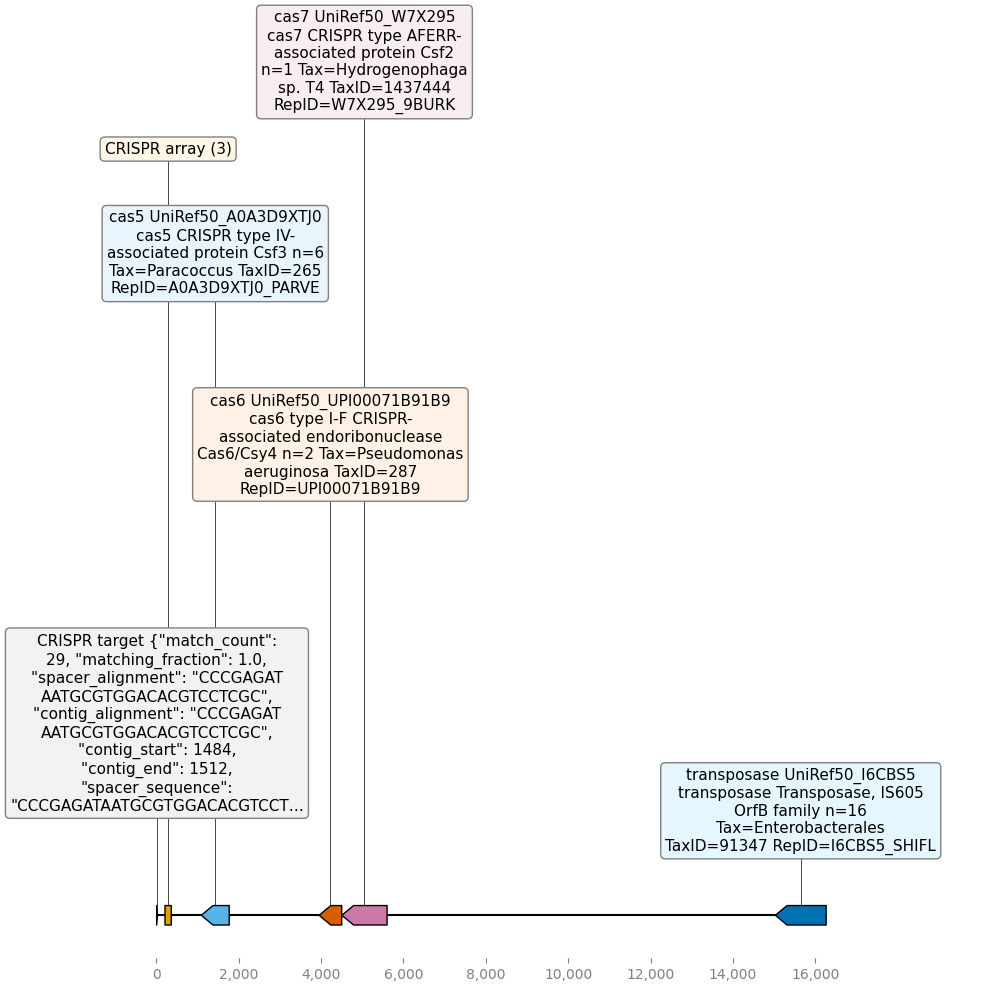 cas7 UniRef50_W7X295
cas7 CRISPR type AFERR-
associated protein Csf2
n=1 Tax=Hydrogenophaga
sp. T4 TaxID=1437444
RepID=W7X295_9BURK
CRISPR array (3)
cas5 UniRef50_A0A3D9XTJ0
cas5 CRISPR type IV-
associated protein Csf3 n=6
Tax=Paracoccus TaxID=265
RepID=A0A3D9XTJ0_PARVE
cas6 UniRef50_UPI00071B91B9
cas6 type I-F CRISPR-
associated endoribonuclease
Cas6/Csy4 n=2 Tax=Pseudomonas
aeruginosa TaxID=287
RepID=UPI00071B91B9
CRISPR target {"match_count":
29, "matching_fraction": 1.0,
"spacer_alignment": "CCCGAGAT
AATGCGTGGACACGTCCTCGC",
"contig_alignment": "CCCGAGAT
AATGCGTGGACACGTCCTCGC",
"contig_start": 1484,
"contig_end": 1512,
"spacer_sequence":
"CCCGAGATAATGCGTGGACACGTCCT...
transposase UniRef50_I6CBS5
transposase Transposase, IS605
OrfB family n=16
Tax=Enterobacterales
TaxID=91347 RepID=I6CBS5_SHIFL
0 2,000 4,000 6,000 8,000 10,000 12,000 14,000 16,000